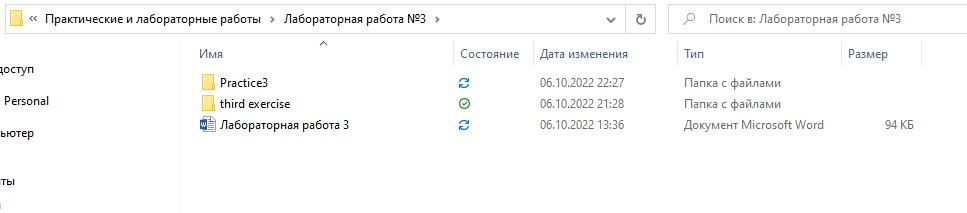 « Практические и лабораторные работы > Лабораторная работа №3 > Поиск в: Лабораторная работа №3
Имя Состояние Дата изменения Тип Размер
доступ
Practice3 06.10.2022 22:27 Папка с файлами
Personal
third exercise 06.10.2022 21:28 Папка с файлами
Лабораторная работа 3 06.10.2022 13:36 Документ Microsoft Word 94 КБ
ьютер
нты